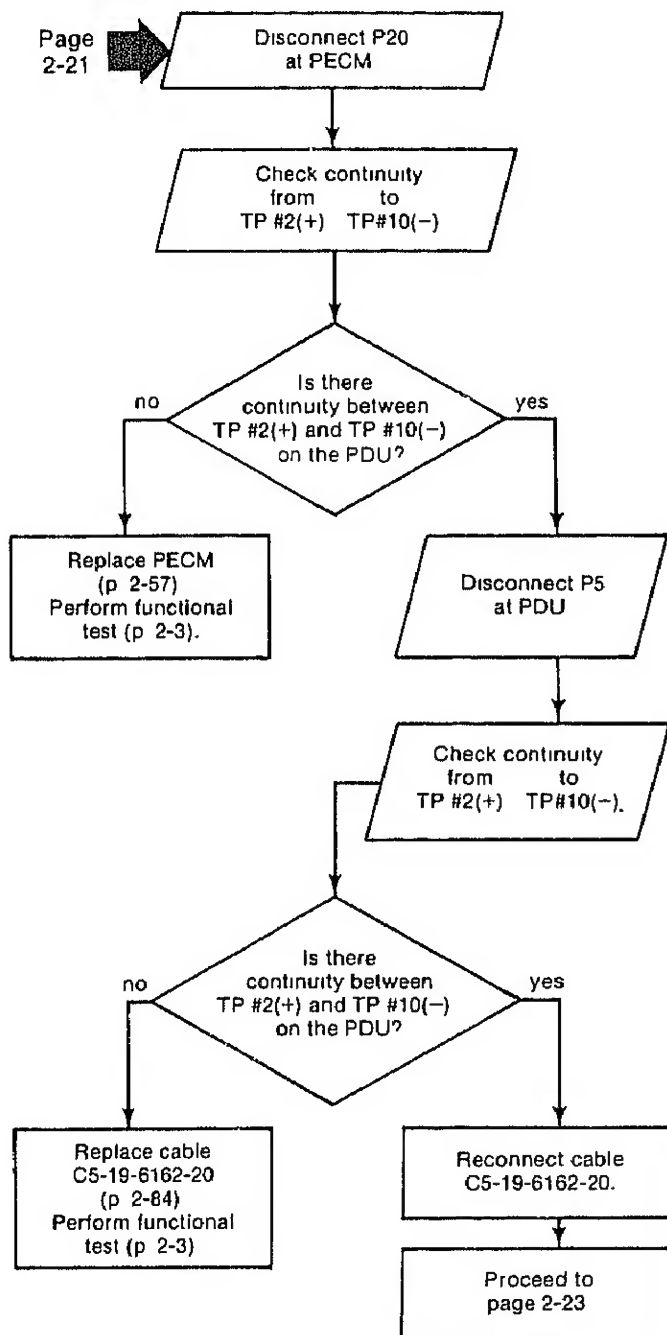 Page
2-21
Disconnect P20
at PECM
Check continuity
from to
TP #2(+) TP#10(−)
Is there
continuity between
TP #2(+) and TP #10(−)
on the PDU?
no
yes
Replace PECM
(p 2-57)
Perform functional
test (p 2-3).
Disconnect P5
at PDU
Check continuity
from to
TP #2(+) TP#10(−).
Is there
continuity between
TP #2(+) and TP #10(−)
on the PDU?
no
yes
Replace cable
C5-19-6162-20
(p 2-84)
Perform functional
test (p 2-3)
Reconnect cable
C5-19-6162-20.
Proceed to
page 2-23